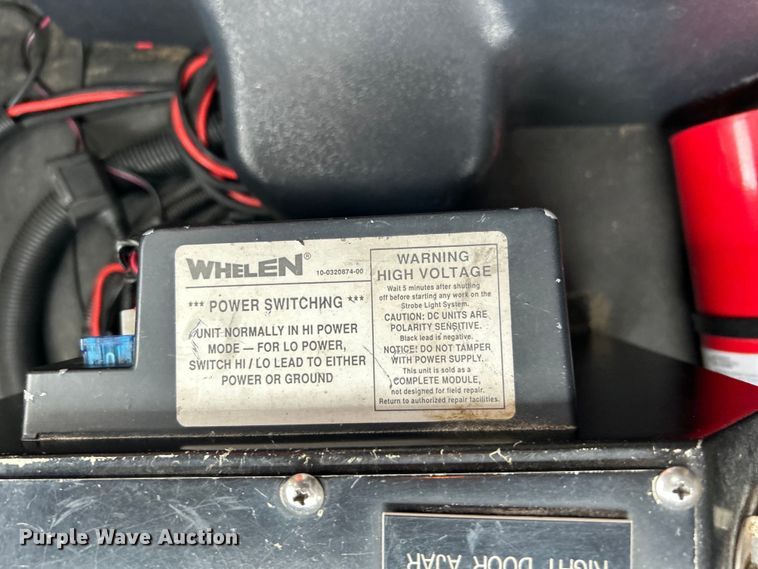 WHELEN®
10-0320874-00
*** POWER SWITCHING ***
UNIT NORMALLY IN HI POWER
MODE — FOR LO POWER,
SWITCH HI / LO LEAD TO EITHER
POWER OR GROUND
WARNING
HIGH VOLTAGE
Wait 5 minutes after shutting
off before starting any work on the
Strobe Light System.
CAUTION: DC UNITS ARE
POLARITY SENSITIVE.
Black lead is negative.
NOTICE: DO NOT TAMPER
WITH POWER SUPPLY.
This unit is sold as a
COMPLETE MODULE,
not designed for field repair.
Return to authorized repair facilities.
RIGHT DOOR AJAR
Purple Wave Auction